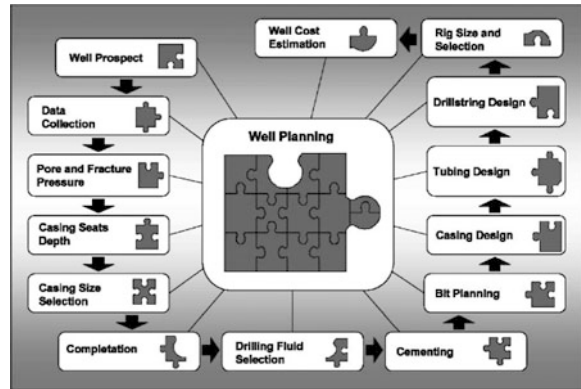 Well Prospect
Data
Collection
Pore and Fracture
Pressure
Casing Seats
Depth
Casing Size
Selection
Completation
Drilling Fluid
Selection
Cementing
Bit Planning
Casing Design
Tubing Design
Drillstring Design
Rig Size and
Selection
Well Cost
Estimation
Well Planning